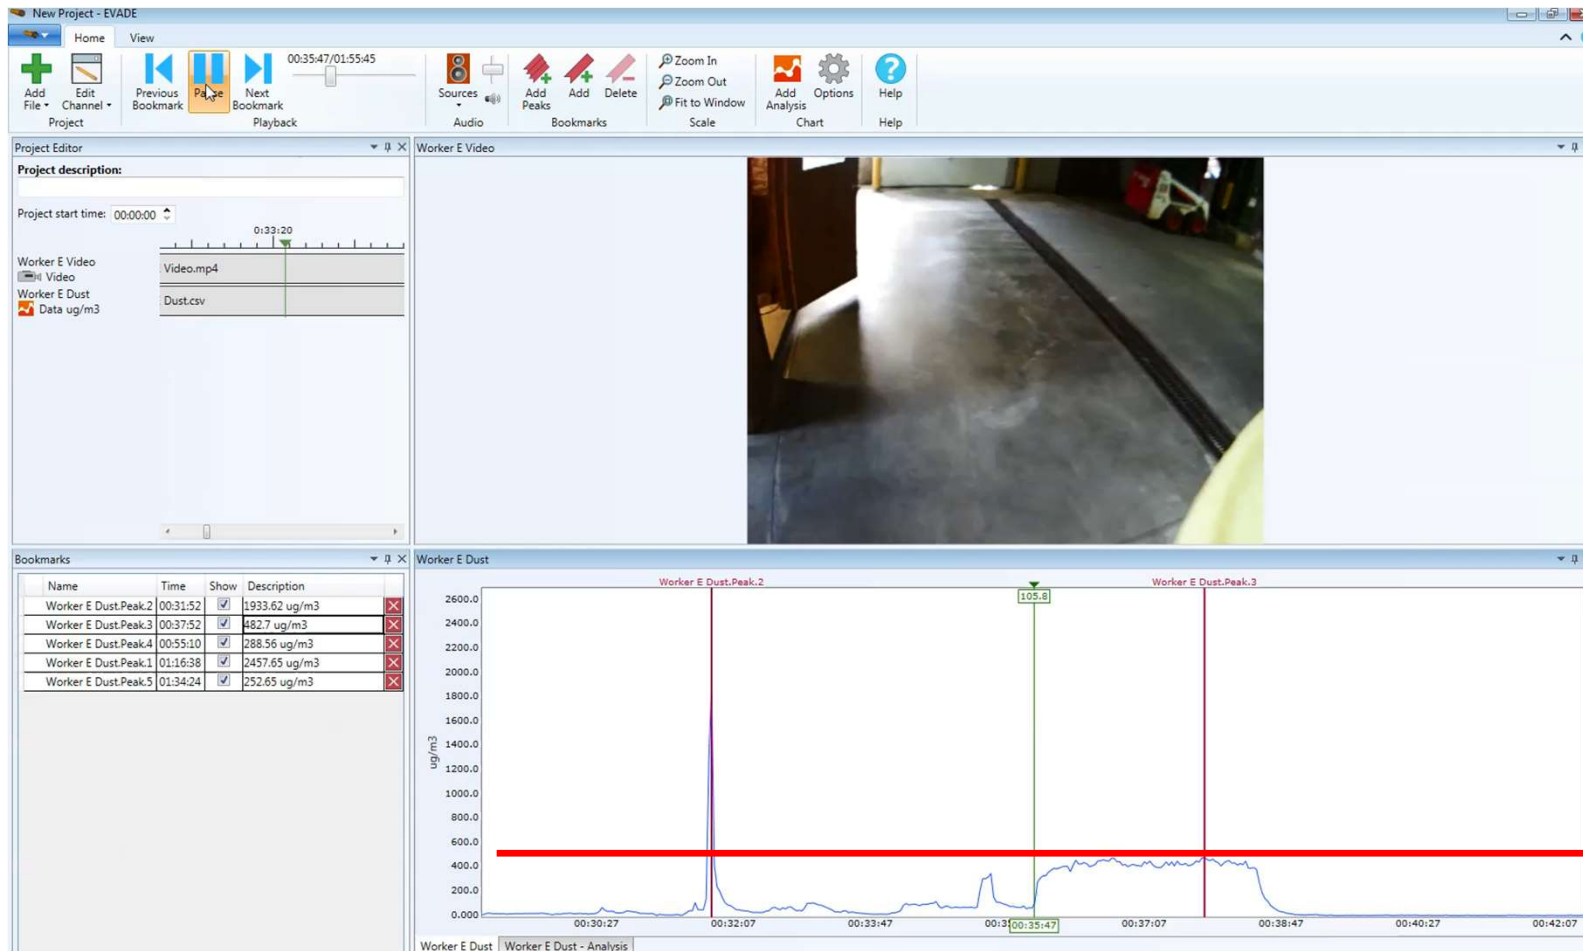 New Project - EVADE
Home View
00:35:47/01:55:45
Add File Edit Channel Previous Bookmark Pause Next Bookmark Sources Add Peaks Add Delete Zoom In Zoom Out Fit to Window Add Analysis Options Help
Project Playback Audio Bookmarks Scale Chart Help
Project Editor
Project description:
Project start time: 00:00:00
0:33:20
Worker E Video
Video
Video.mp4
Worker E Dust
Data ug/m3
Dust.csv
Worker E Video
Bookmarks
Name Time Show Description
Worker E Dust.Peak.2 00:31:52 1933.62 ug/m3
Worker E Dust.Peak.3 00:37:52 482.7 ug/m3
Worker E Dust.Peak.4 00:55:10 288.56 ug/m3
Worker E Dust.Peak.1 01:16:38 2457.65 ug/m3
Worker E Dust.Peak.5 01:34:24 252.65 ug/m3
Worker E Dust
Worker E Dust.Peak.2 Worker E Dust.Peak.3
105.8
2600.0
2400.0
2200.0
2000.0
1800.0
1600.0
1400.0
1200.0
1000.0
800.0
600.0
400.0
200.0
0.000
ug/m3
00:30:27 00:32:07 00:33:47 00:35:47 00:37:07 00:38:47 00:40:27 00:42:07
Worker E Dust Worker E Dust - Analysis